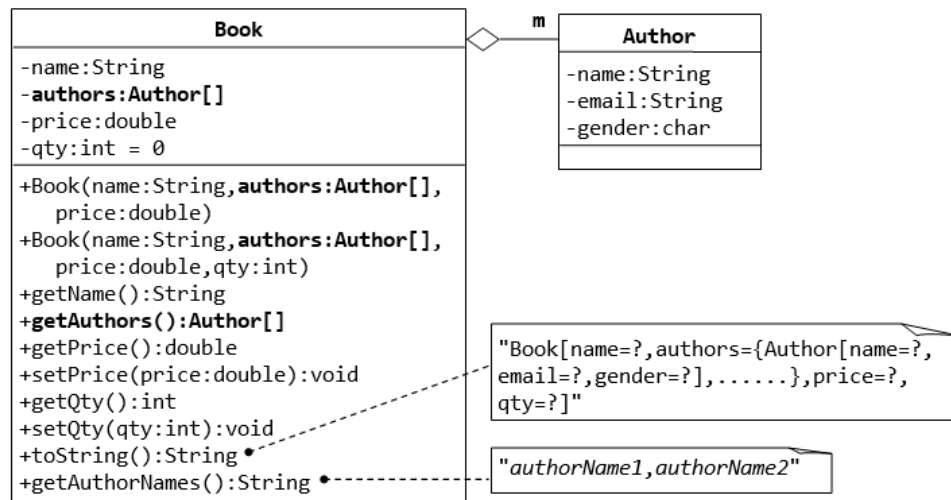 Book
-name:String
-authors:Author[]
-price:double
-qty:int = 0
+Book(name:String,authors:Author[],
price:double)
+Book(name:String,authors:Author[],
price:double,qty:int)
+getName():String
+getAuthors():Author[]
+getPrice():double
+setPrice(price:double):void
+getQty():int
+setQty(qty:int):void
+toString():String
+getAuthorNames():String
m
Author
-name:String
-email:String
-gender:char
"Book[name=?,authors={Author[name=?,
email=?,gender=?],......},price=?,
qty=?]"
"authorName1,authorName2"